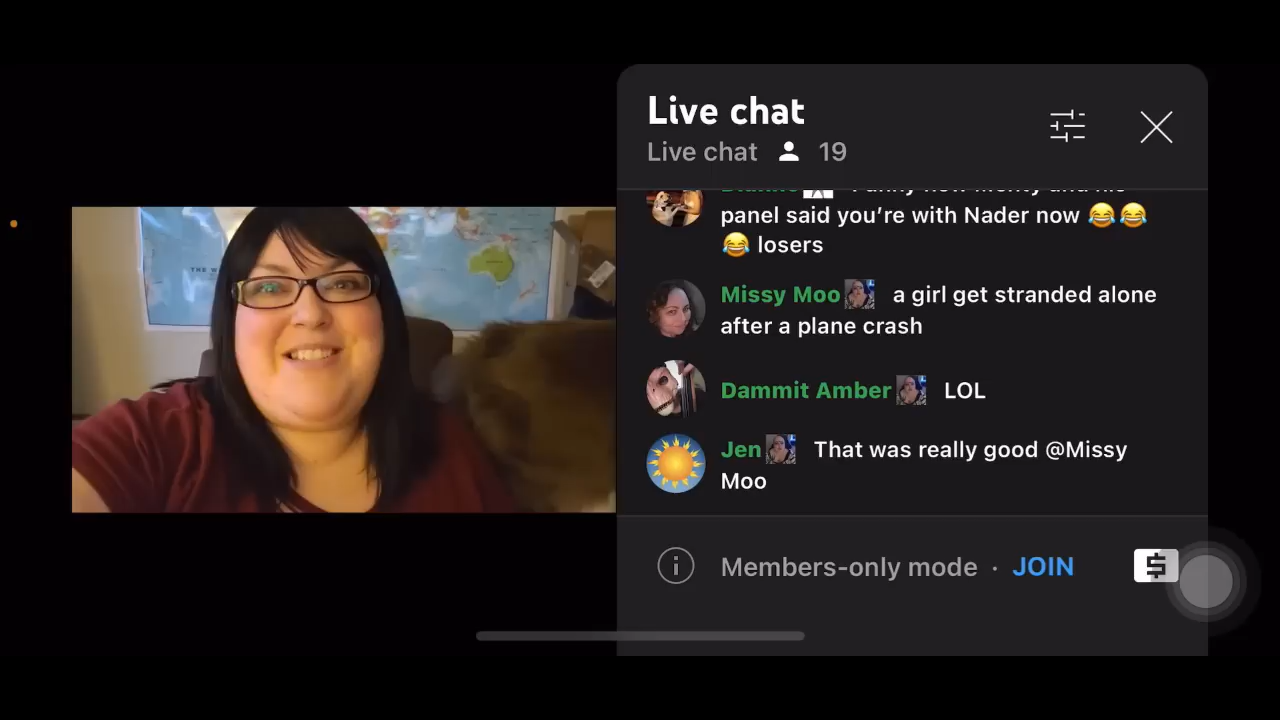 Live chat
Live chat 19
panel said you're with Nader now 😂😂
😂 losers
Missy Moo a girl get stranded alone
after a plane crash
Dammit Amber LOL
Jen That was really good @Missy
Moo
Members-only mode · JOIN
THE W